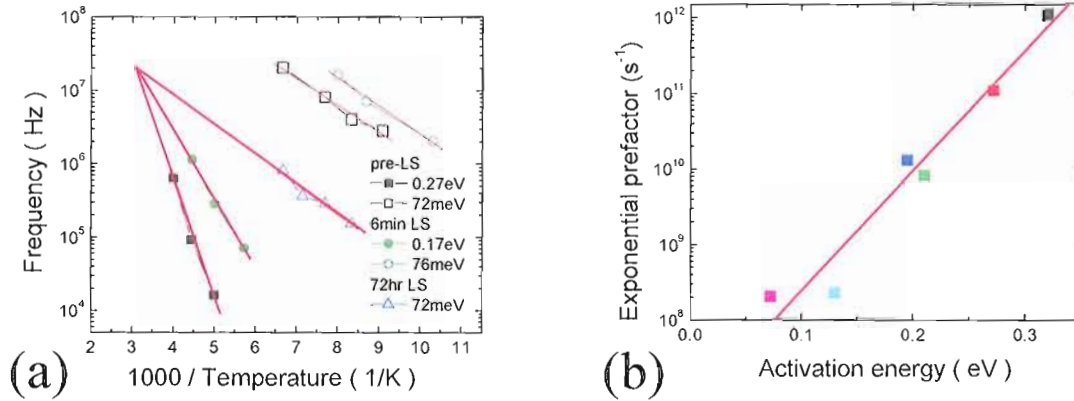 10^8
10^7
10^6
10^5
10^4
Frequency ( Hz)
2 3 4 5 6 7 8 9 10 11
1000 / Temperature ( 1/K )
pre-LS
0.27eV
72meV
6min LS
0.17eV
76meV
72hr LS
72meV
(a)
10^12
10^11
10^10
10^9
10^8
Exponential prefactor (s^-1)
0.0 0.1 0.2 0.3
Activation energy ( eV)
(b)